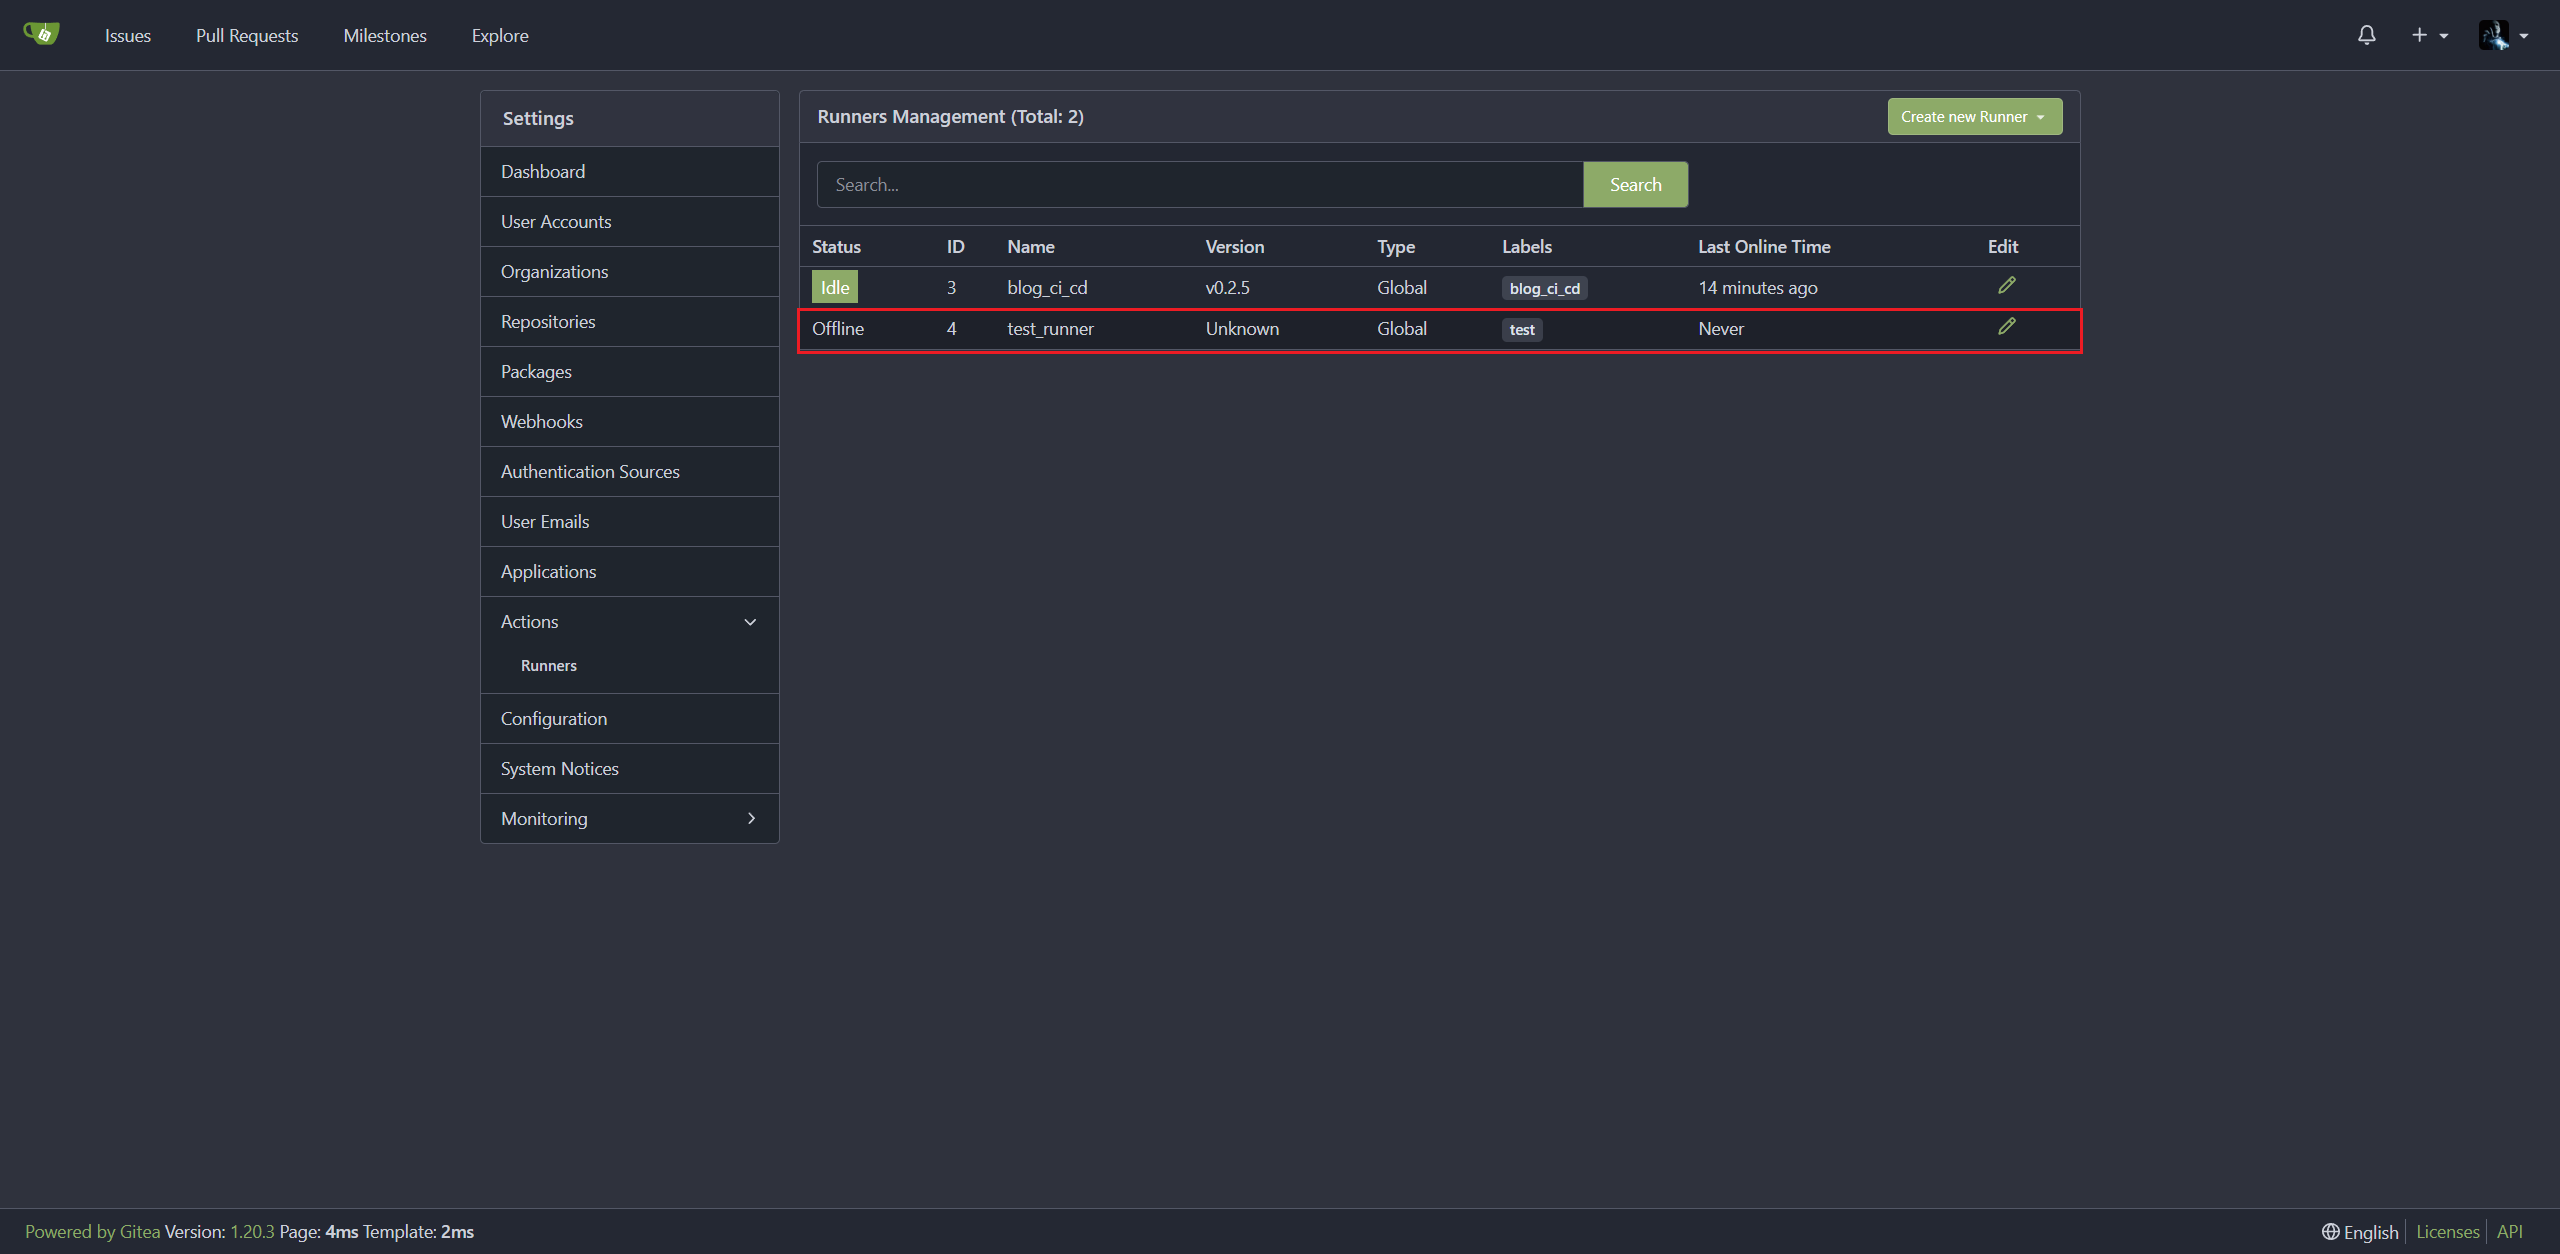 Issues Pull Requests Milestones Explore
Settings
Dashboard
User Accounts
Organizations
Repositories
Packages
Webhooks
Authentication Sources
User Emails
Applications
Actions
Runners
Configuration
System Notices
Monitoring
Runners Management (Total: 2) Create new Runner
Search... Search
Status ID Name Version Type Labels Last Online Time Edit
Idle 3 blog_ci_cd v0.2.5 Global blog_ci_cd 14 minutes ago
Offline 4 test_runner Unknown Global test Never
Powered by Gitea Version: 1.20.3 Page: 4ms Template: 2ms English Licenses API